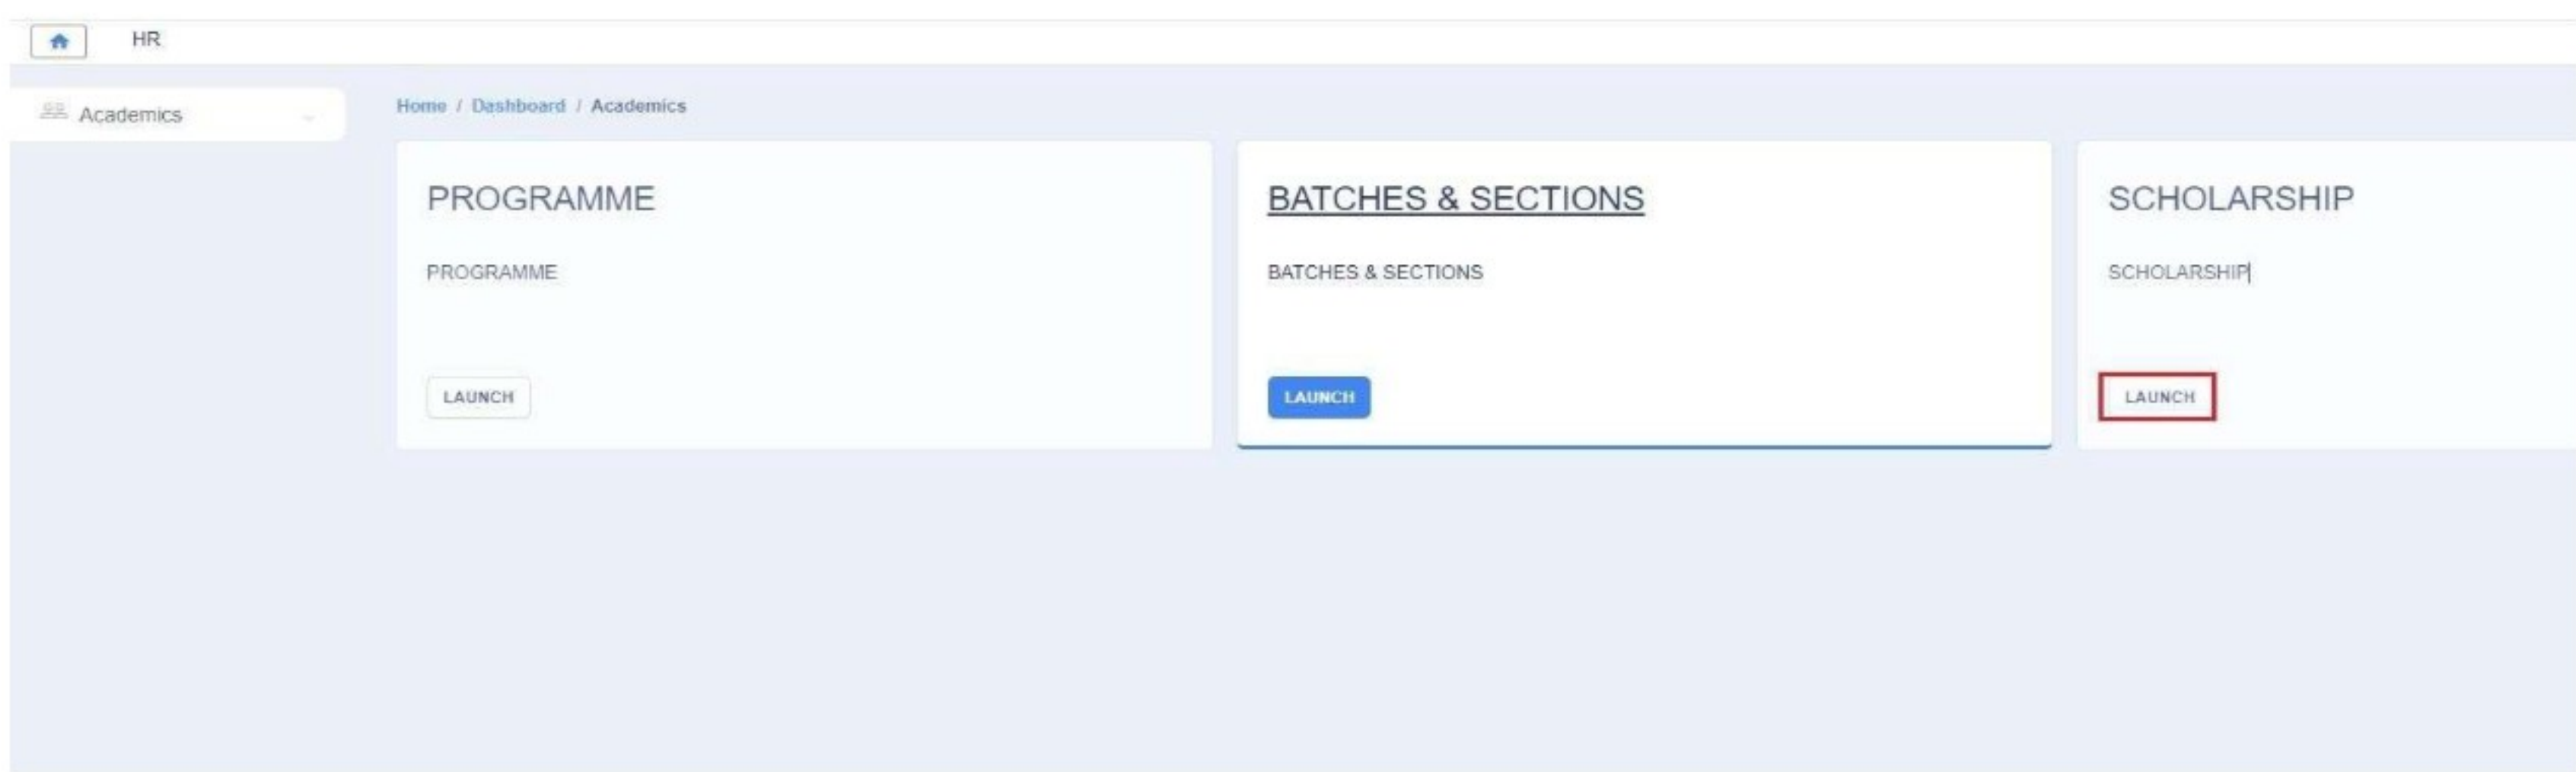 HR
Academics
Home / Dashboard / Academics
PROGRAMME
PROGRAMME
LAUNCH
BATCHES & SECTIONS
BATCHES & SECTIONS
LAUNCH
SCHOLARSHIP
SCHOLARSHIP
LAUNCH